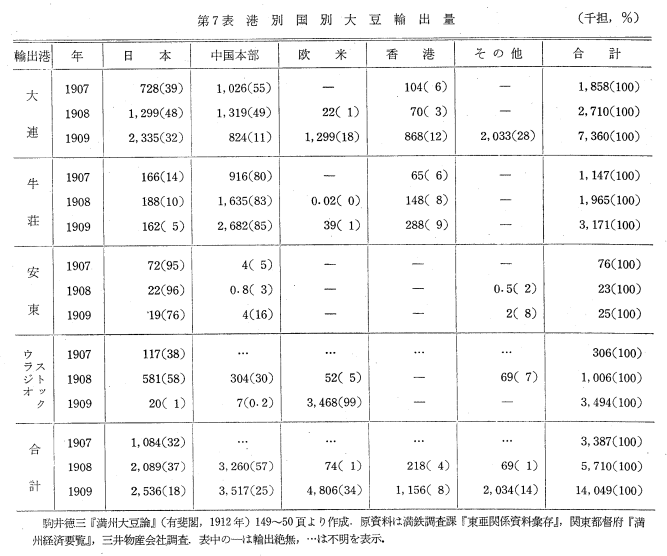 第7表 港別国別大豆輸出量 (千担, %)
輸出港 年 日本 中国本部 欧米 香港 その他 合計
大連 1907 728(39) 1,026(55) — 104( 6) — 1,858(100)
1908 1,299(48) 1,319(49) 22( 1) 70( 3) — 2,710(100)
1909 2,335(32) 824(11) 1,299(18) 868(12) 2,033(28) 7,360(100)
牛荘 1907 166(14) 916(80) — 65( 6) — 1,147(100)
1908 188(10) 1,635(83) 0.02( 0) 148( 8) — 1,965(100)
1909 162( 5) 2,682(85) 39( 1) 288( 9) — 3,171(100)
安東 1907 72(95) 4( 5) — — — 76(100)
1908 22(96) 0.8( 3) — — 0.5( 2) 23(100)
1909 19(76) 4(16) — — 2( 8) 25(100)
ウラジオストック 1907 117(38) … … … … 306(100)
1908 581(58) 304(30) 52( 5) — 69( 7) 1,006(100)
1909 20( 1) 7(0.2) 3,468(99) — — 3,494(100)
合計 1907 1,084(32) … … … … 3,387(100)
1908 2,089(37) 3,260(57) 74( 1) 218( 4) 69( 1) 5,710(100)
1909 2,536(18) 3,517(25) 4,806(34) 1,156( 8) 2,034(14) 14,049(100)
駒井徳三『満州大豆論』(有斐閣, 1912年) 149〜50頁より作成. 原資料は満鉄調査課『東亜関係資料彙存』, 関東都督府『満
州経済要覧』, 三井物産会社調査. 表中の—は輸出絶無, …は不明を表示.